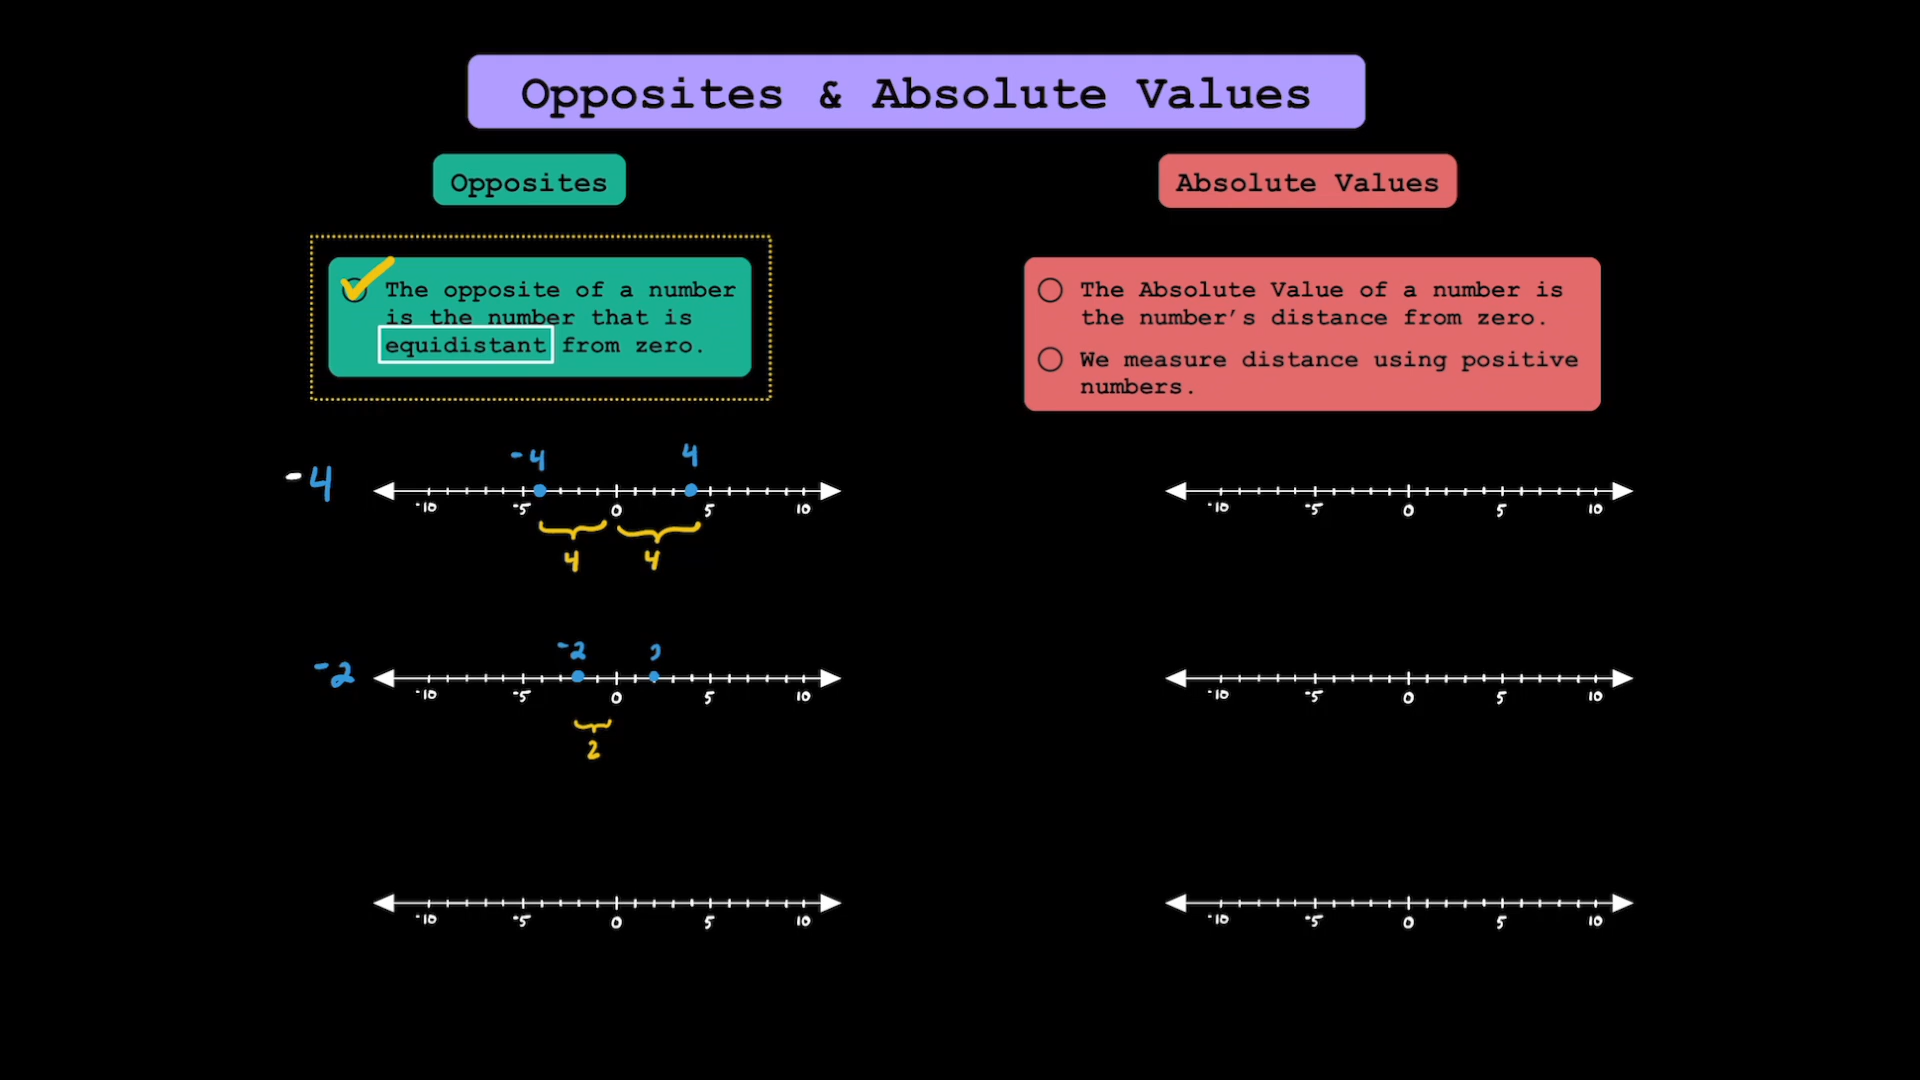 Opposites & Absolute Values
Opposites
The opposite of a number
is the number that is
equidistant from zero.
-4
-4 4
-10 -5 0 5 10
4 4
-2
-2
-10 -5 0 5 10
2
-10 -5 0 5 10
Absolute Values
The Absolute Value of a number is
the number’s distance from zero.
We measure distance using positive
numbers.
-10 -5 0 5 10
-10 -5 0 5 10
-10 -5 0 5 10